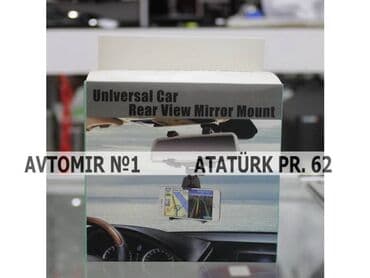 Universal Car
Rear View Mirror Mount
AVTOMIR №1 ATATÜRK PR. 62